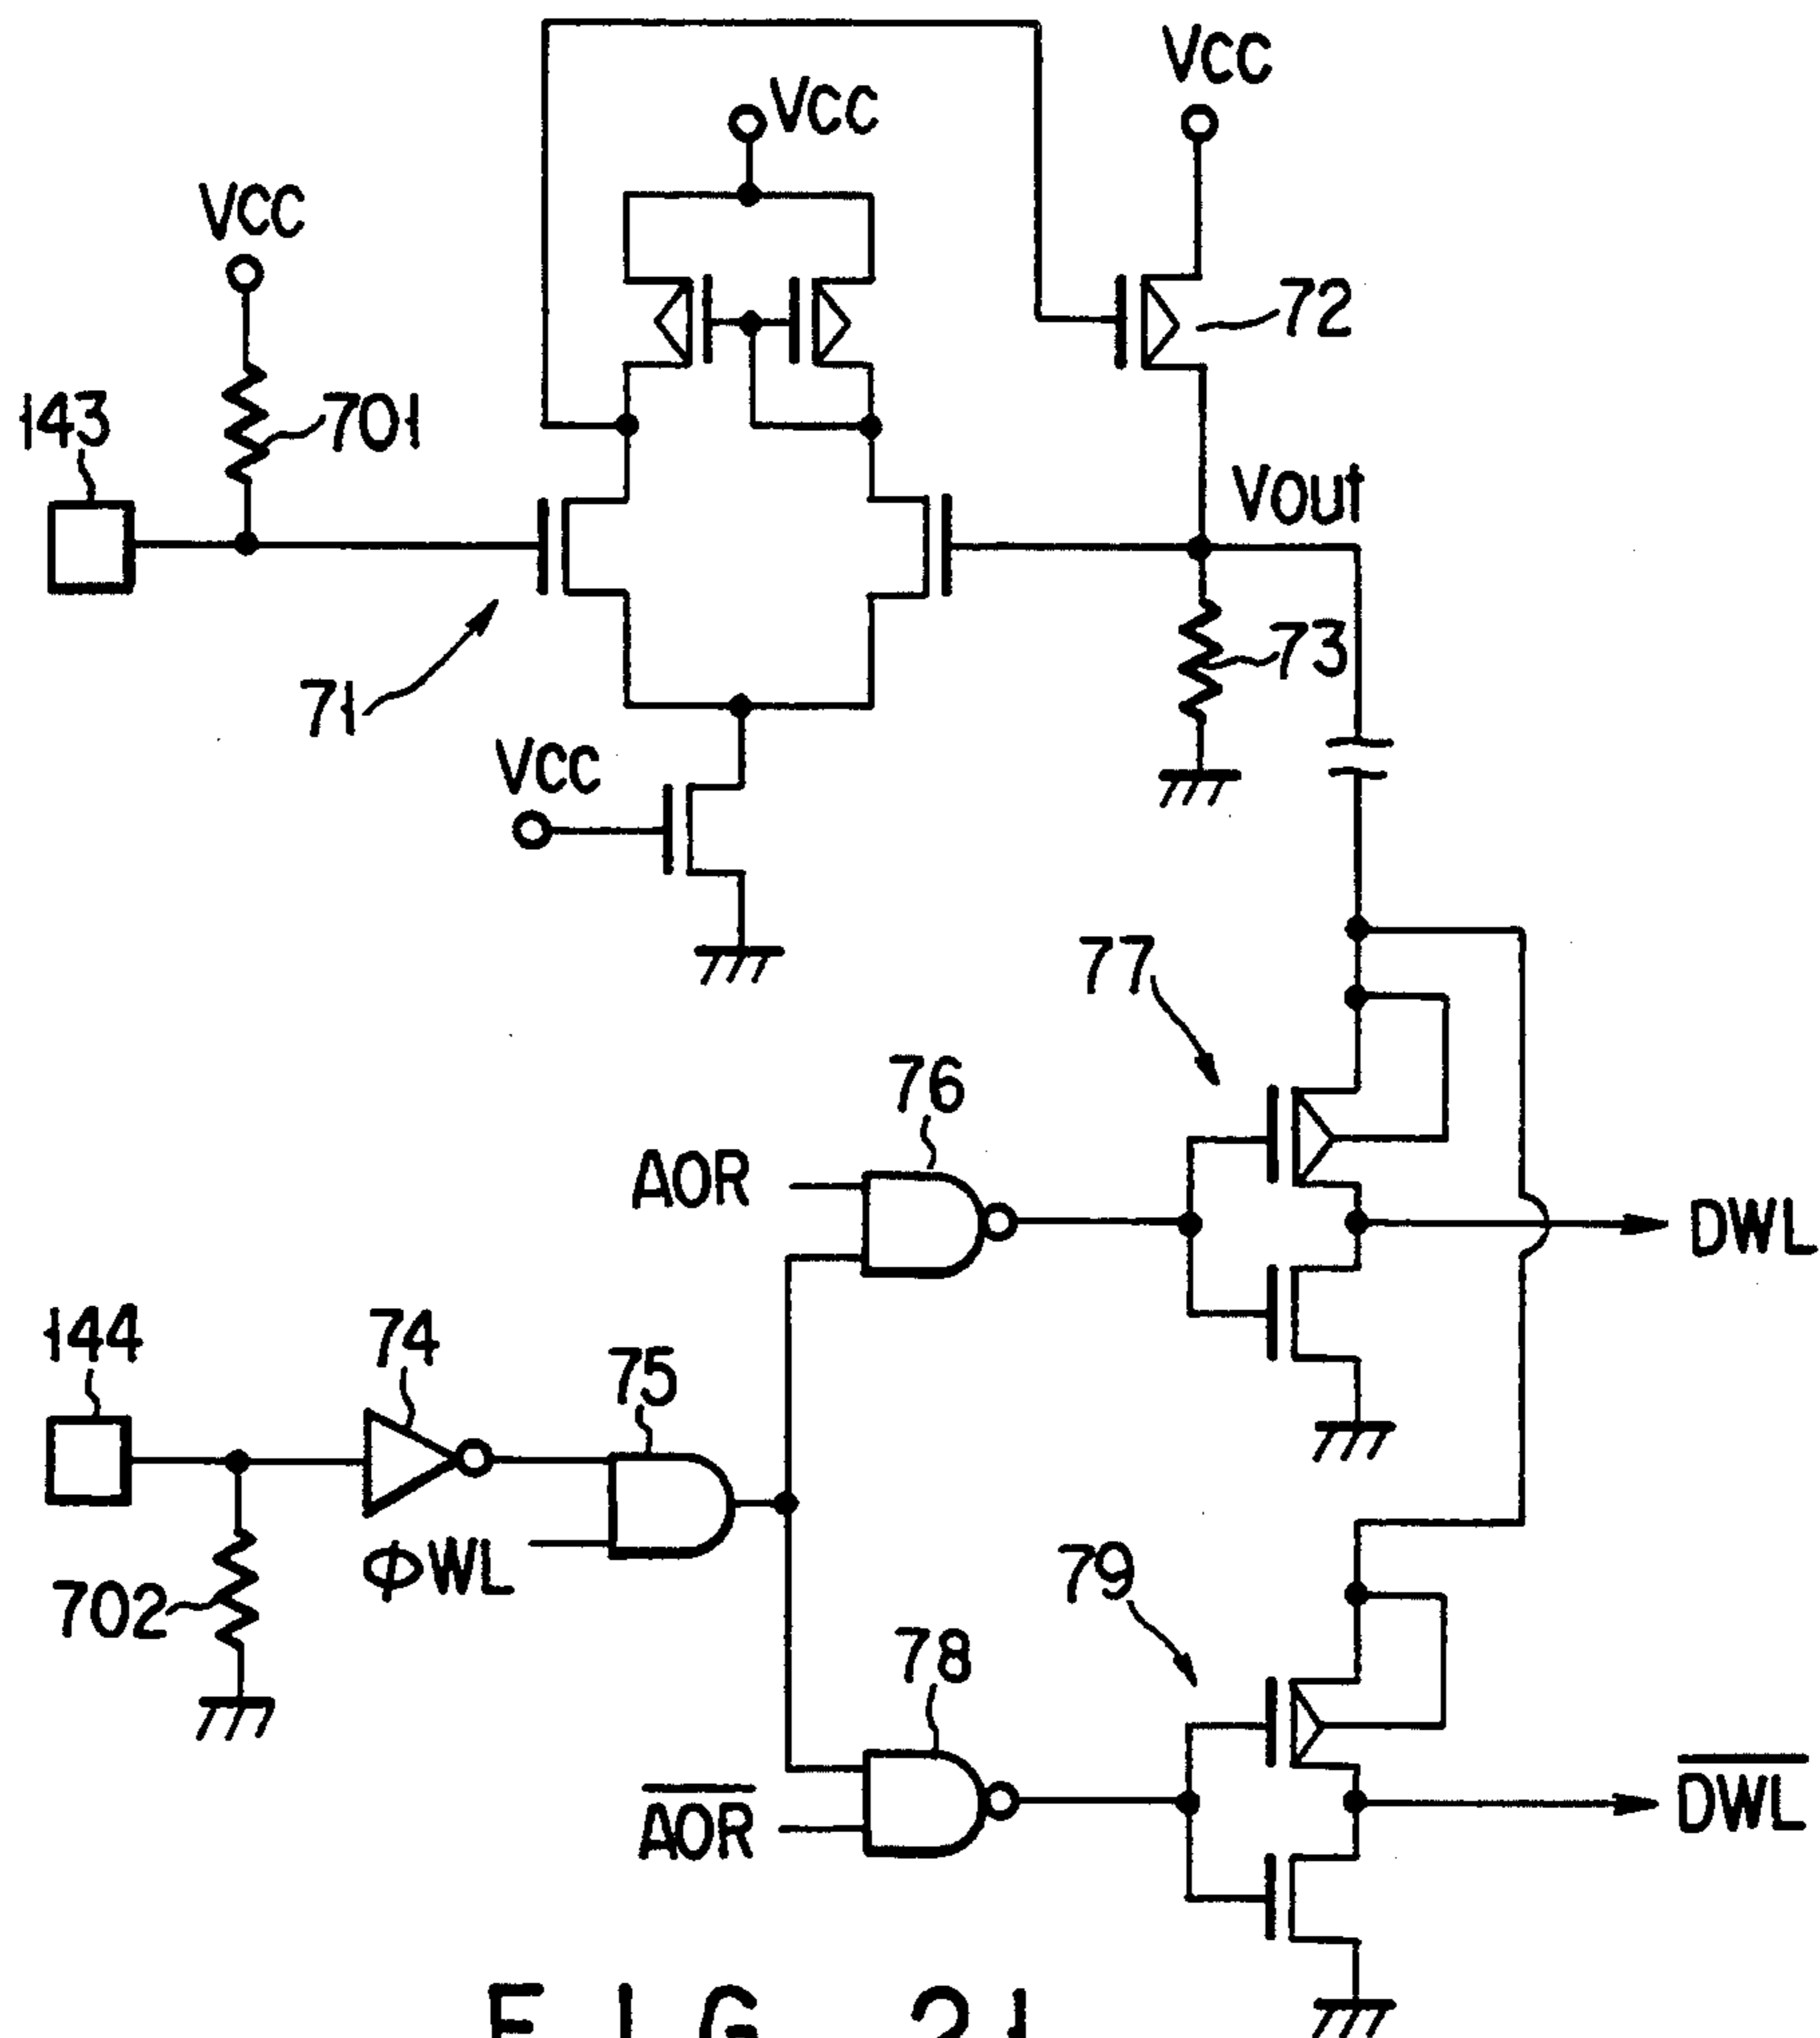 VCC
VCC
VCC
72
143
701
Vout
71
73
VCC
77
76
AOR
DWL
144
74
75
ΦWL
702
79
78
AOR
DWL
FIG. 21